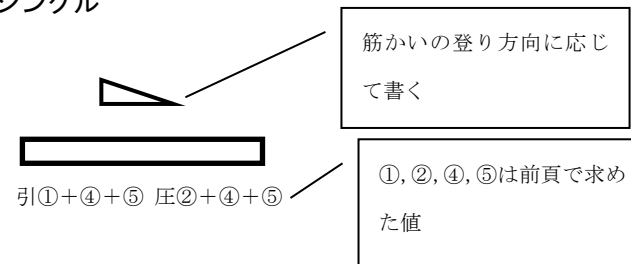 シングル
筋かいの登り方向に応じ
て書く
引①＋④＋⑤ 圧②＋④＋⑤
①,②,④,⑤は前頁で求め
た値